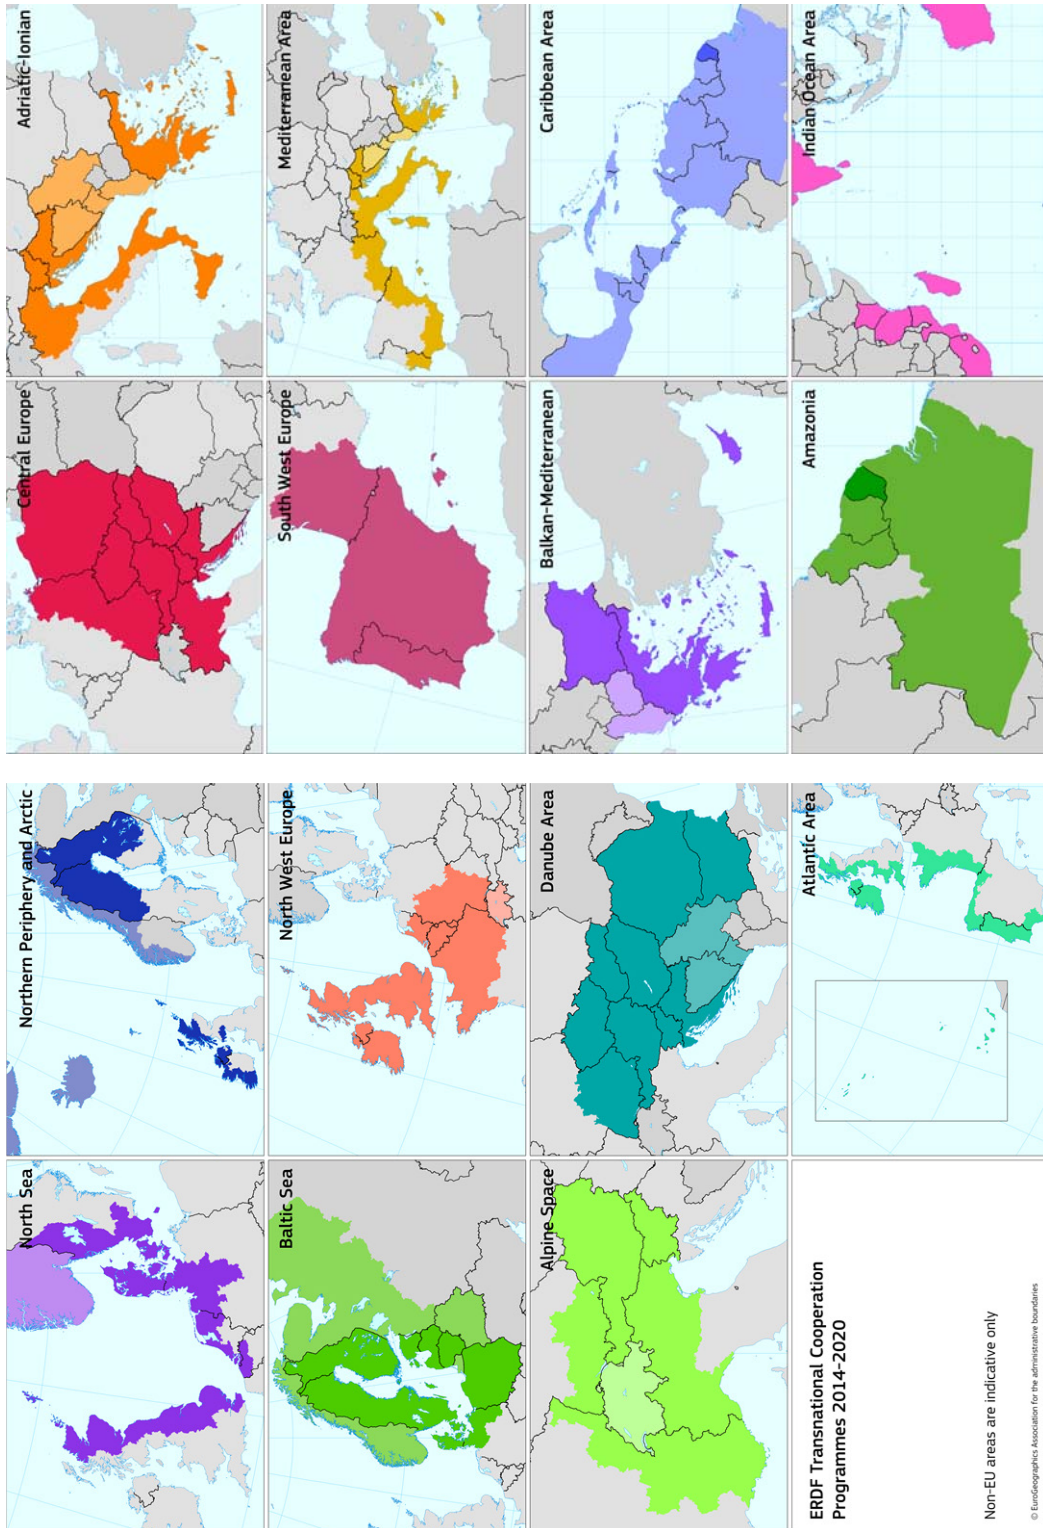 North Sea
Northern Periphery and Arctic
Central Europe
Adriatic-Ionian
Baltic Sea
North West Europe
South West Europe
Mediterranean Area
Alpine Space
Danube Area
Balkan-Mediterranean
Caribbean Area
ERDF Transnational Cooperation
Programmes 2014-2020
Non-EU areas are indicative only
© EuroGeographics Association for the administrative boundaries
Atlantic Area
Amazonia
Indian Ocean Area